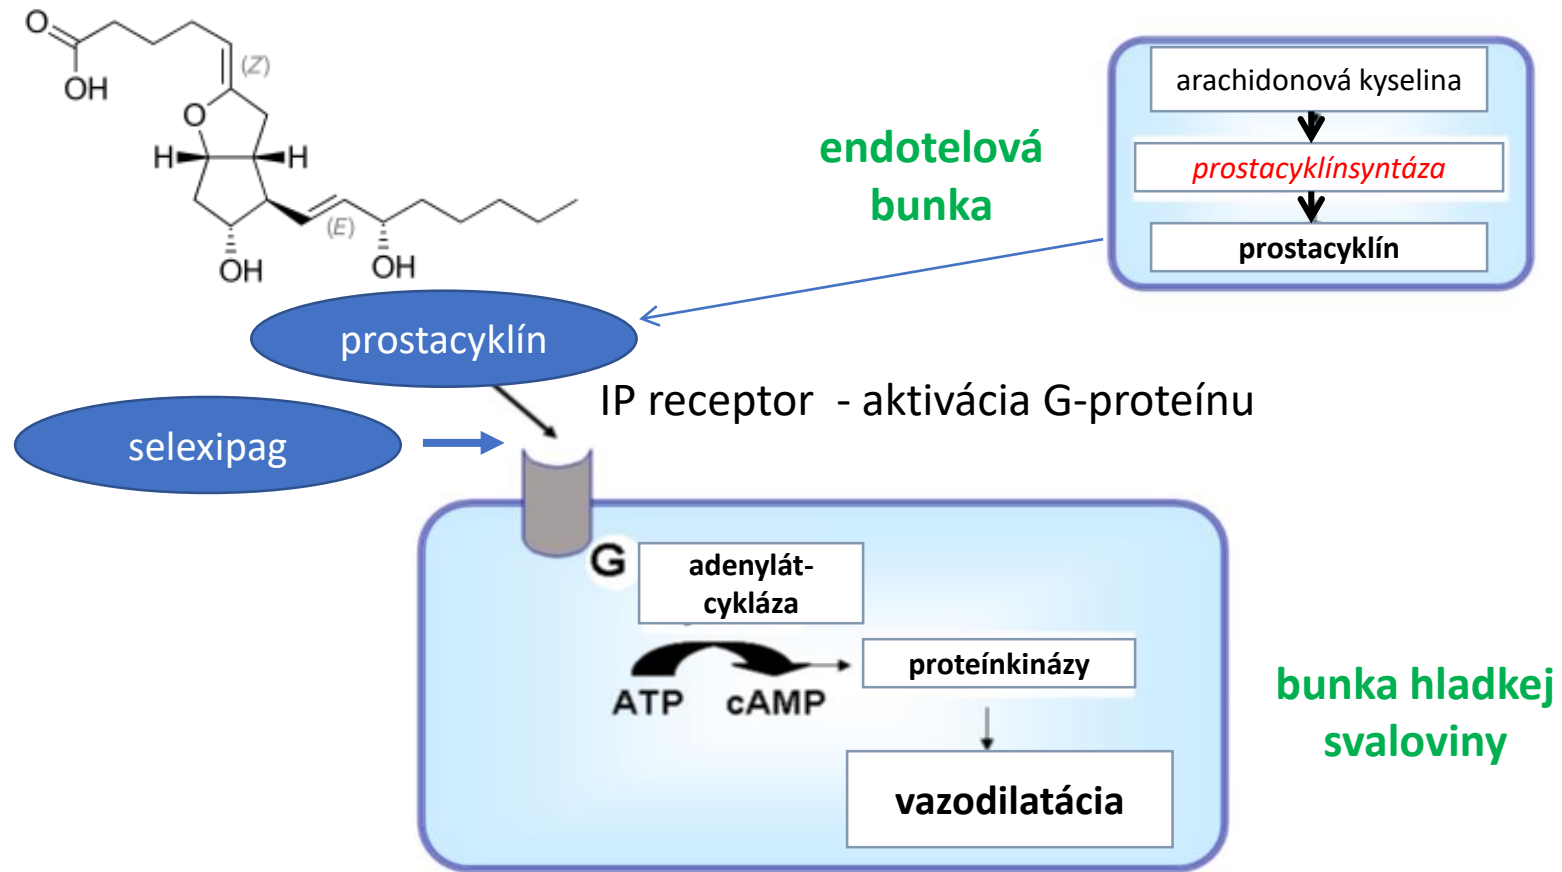 O
OH
(Z)
O
H
H
(E)
OH
OH
arachidonová kyselina
prostacyklínsyntáza
prostacyklín
endotelová
bunka
prostacyklín
IP receptor - aktivácia G-proteínu
selexipag
G
adenylát-
cykláza
ATP cAMP
proteínkinázy
vazodilatácia
bunka hladkej
svaloviny